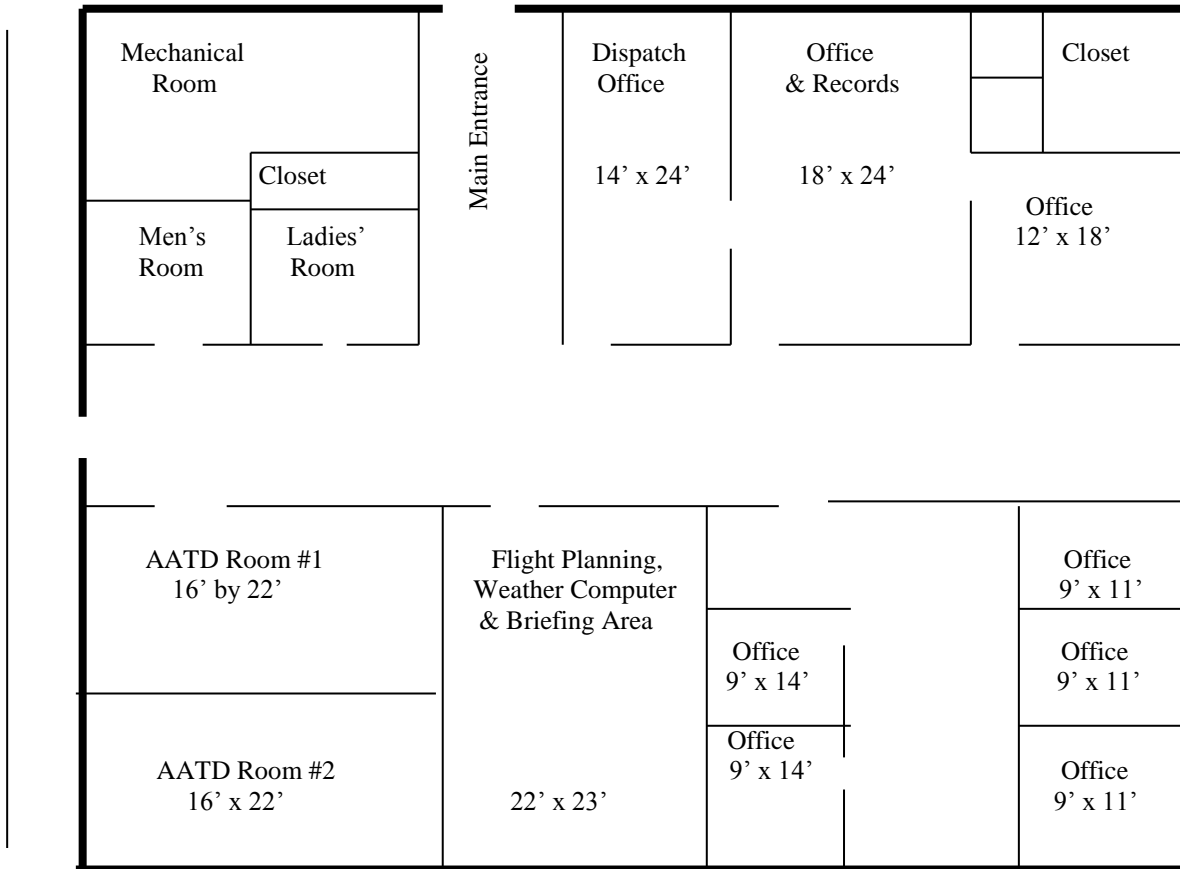 Mechanical
Room
Closet
Men’s
Room
Ladies’
Room
Main Entrance
Dispatch
Office
14’ x 24’
Office
& Records
18’ x 24’
Closet
Office
12’ x 18’
AATD Room #1
16’ by 22’
AATD Room #2
16’ x 22’
Flight Planning,
Weather Computer
& Briefing Area
22’ x 23’
Office
9’ x 14’
Office
9’ x 14’
Office
9’ x 11’
Office
9’ x 11’
Office
9’ x 11’